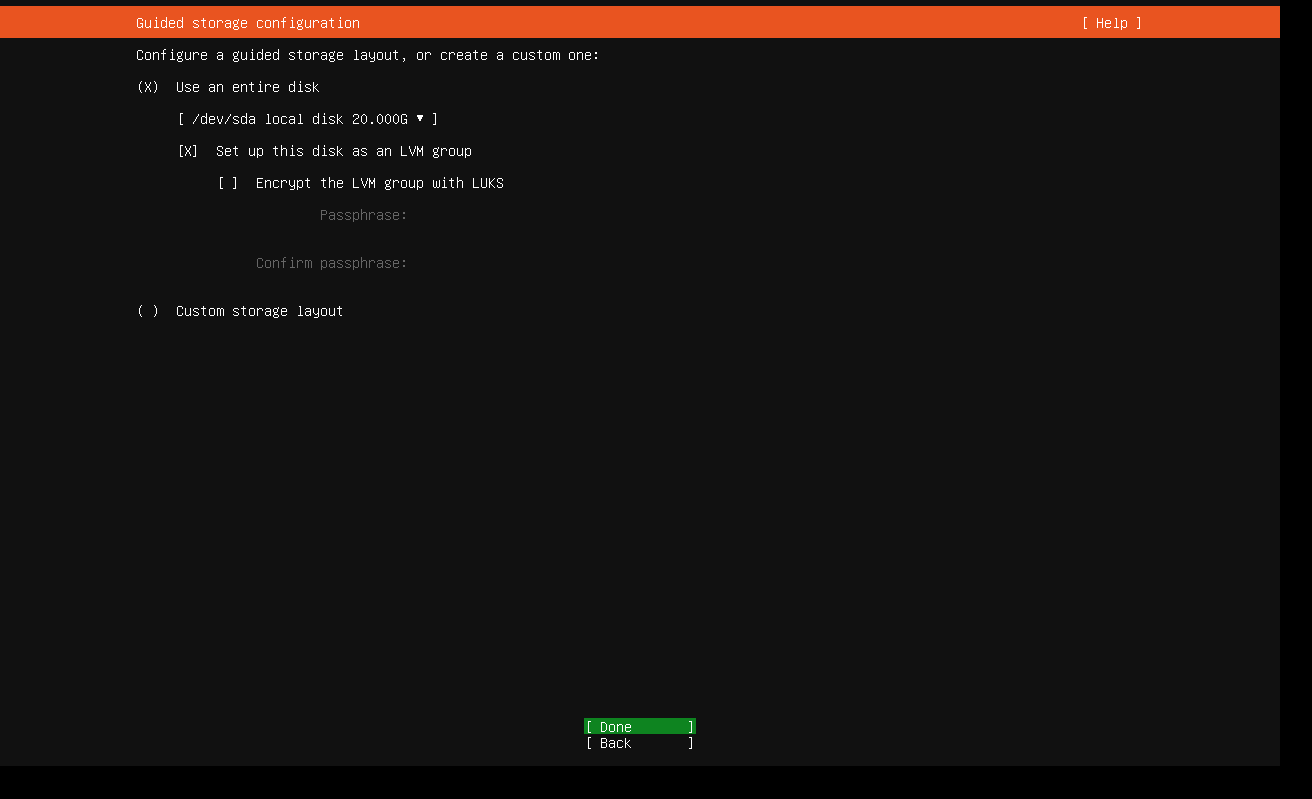 Guided storage configuration [ Help ]
Configure a guided storage layout, or create a custom one:
(X) Use an entire disk
[ /dev/sda local disk 20.000G ▾ ]
[X] Set up this disk as an LVM group
[ ] Encrypt the LVM group with LUKS
Passphrase:
Confirm passphrase:
( ) Custom storage layout
[ Done ]
[ Back ]